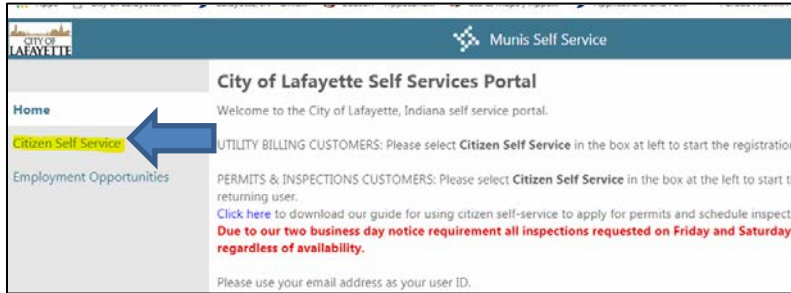 CITY OF
LAFAYETTE
Munis Self Service
City of Lafayette Self Services Portal
Home
Welcome to the City of Lafayette, Indiana self service portal.
Citizen Self Service
UTILITY BILLING CUSTOMERS: Please select Citizen Self Service in the box at left to start the registration
Employment Opportunities
PERMITS & INSPECTIONS CUSTOMERS: Please select Citizen Self Service in the box at the left to start t
returning user.
Click here to download our guide for using citizen self-service to apply for permits and schedule inspect
Due to our two business day notice requirement all inspections requested on Friday and Saturday
regardless of availability.
Please use your email address as your user ID.